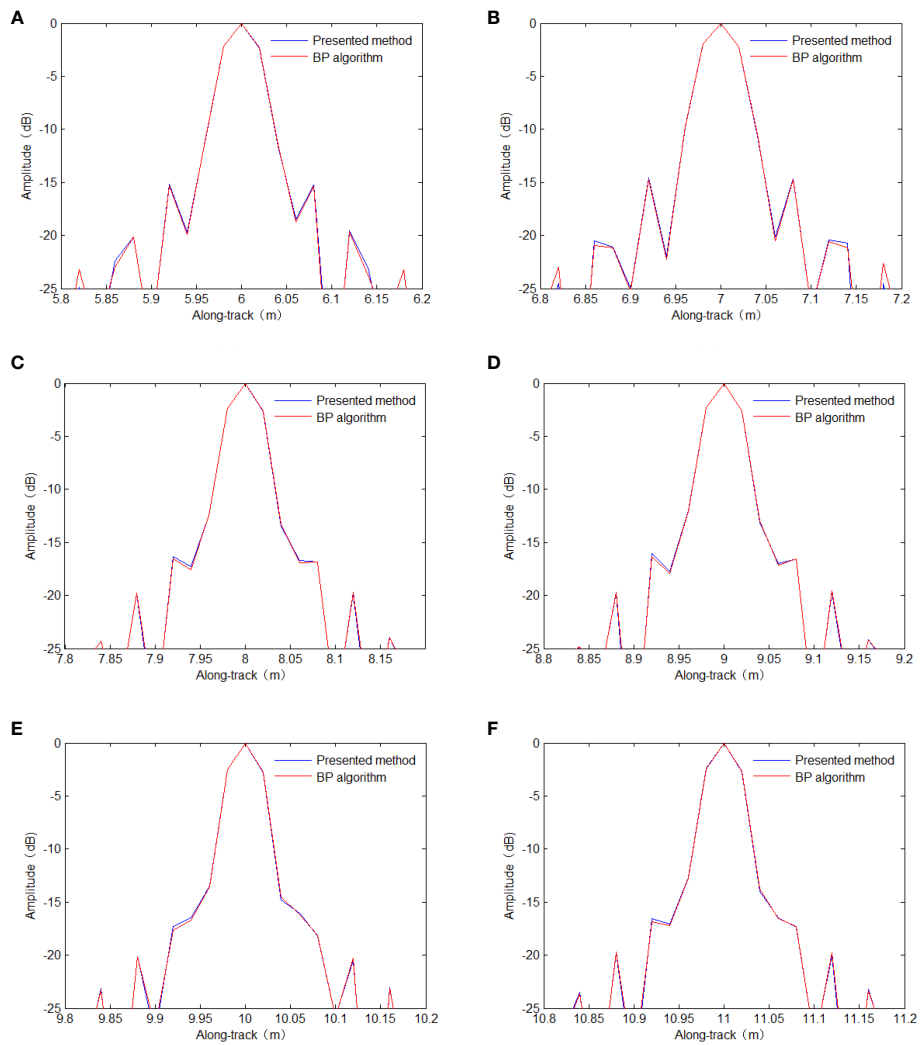 A
0
-5
-10
-15
-20
-25
Amplitude（dB）
5.8 5.85 5.9 5.95 6 6.05 6.1 6.15 6.2
Along-track（m）
Presented method
BP algorithm
B
0
-5
-10
-15
-20
-25
Amplitude（dB）
6.8 6.85 6.9 6.95 7 7.05 7.1 7.15 7.2
Along-track（m）
Presented method
BP algorithm
C
0
-5
-10
-15
-20
-25
Amplitude（dB）
7.8 7.85 7.9 7.95 8 8.05 8.1 8.15
Along-track（m）
Presented method
BP algorithm
D
0
-5
-10
-15
-20
-25
Amplitude（dB）
8.8 8.85 8.9 8.95 9 9.05 9.1 9.15 9.2
Along-track（m）
Presented method
BP algorithm
E
0
-5
-10
-15
-20
-25
Amplitude（dB）
9.8 9.85 9.9 9.95 10 10.05 10.1 10.15 10.2
Along-track（m）
Presented method
BP algorithm
F
0
-5
-10
-15
-20
-25
Amplitude（dB）
10.8 10.85 10.9 10.95 11 11.05 11.1 11.15 11.2
Along-track（m）
Presented method
BP algorithm